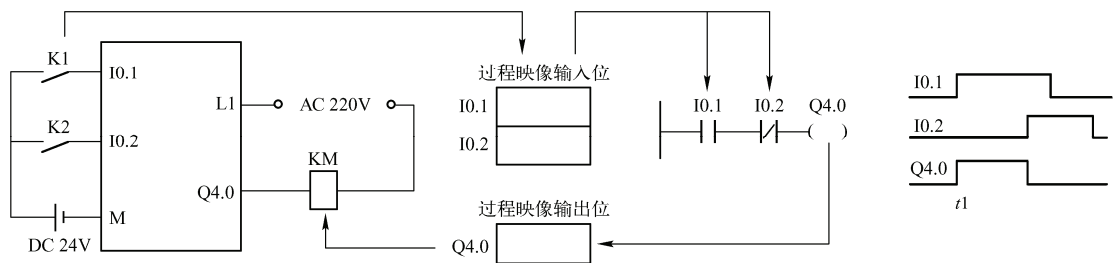 K1
I0.1
K2
I0.2
DC 24V
M
L1
AC 220V
Q4.0
KM
过程映像输入位
I0.1
I0.2
过程映像输出位
Q4.0
I0.1
I0.2
Q4.0
I0.1
I0.2
Q4.0
t1